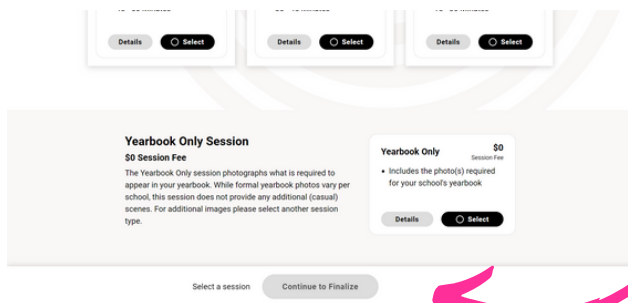 Details Select Details Select Details Select
Yearbook Only Session
$0 Session Fee
The Yearbook Only session photographs what is required to
appear in your yearbook. While formal yearbook photos vary per
school, this session does not provide any additional (casual)
scenes. For additional images please select another session
type.
Yearbook Only $0
Session Fee
• Includes the photo(s) required
for your school's yearbook
Details Select
Select a session Continue to Finalize